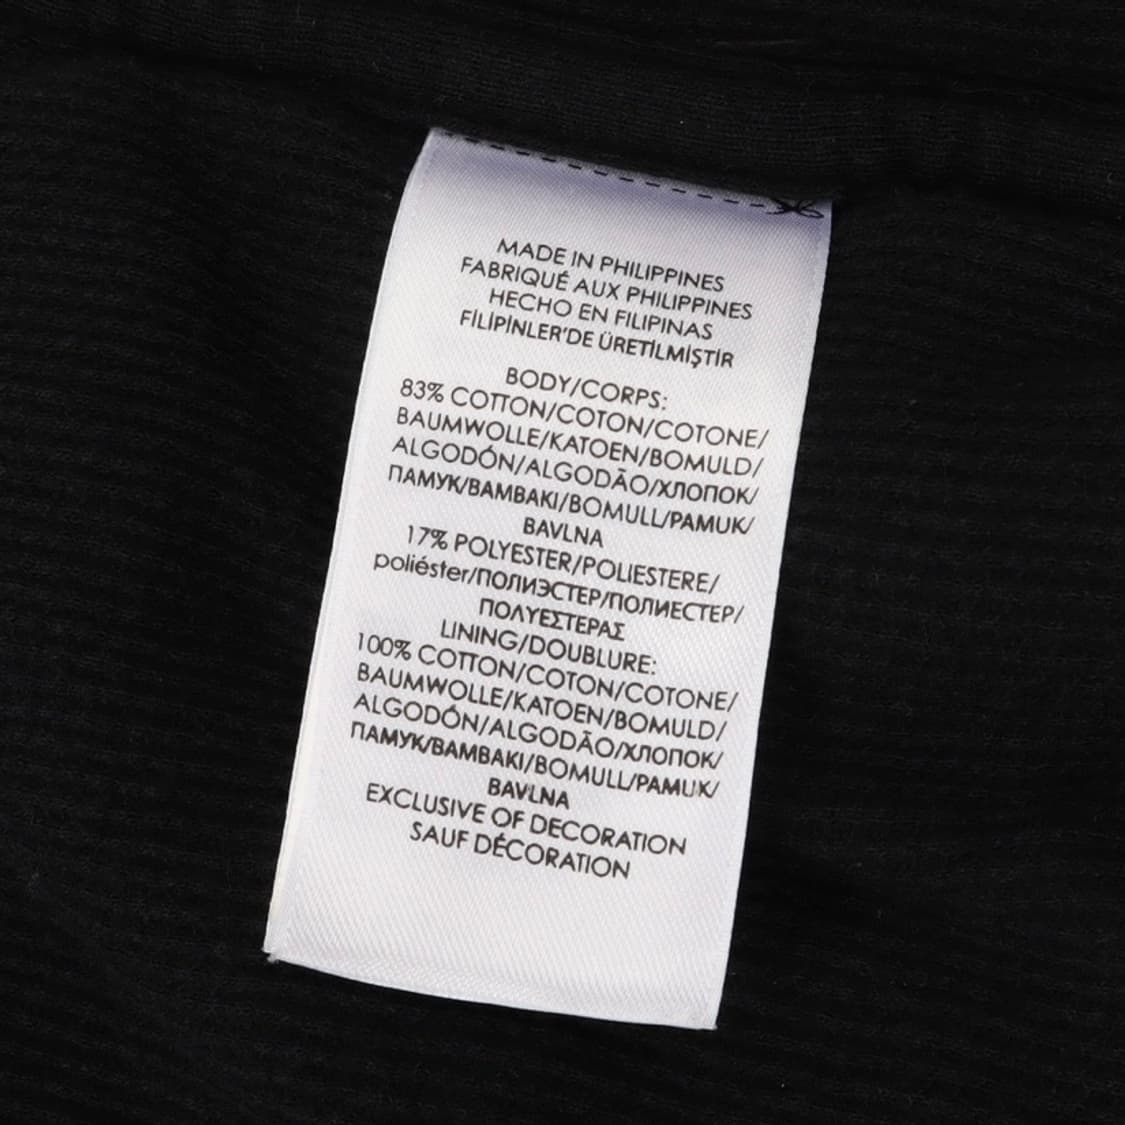 MADE IN PHILIPPINES
FABRIQUÉ AUX PHILIPPINES
HECHO EN FILIPINAS
FİLİPİNLER'DE ÜRETİLMİŞTİR
BODY/CORPS:
83% COTTON/COTON/COTONE/
BAUMWOLLE/KATOEN/BOMULD/
ALGODÓN/ALGODÃO/ХЛОПОК/
ПАМУК/BAMBAKI/BOMULL/PAMUK/
BAVLNA
17% POLYESTER/POLIESTERE/
poliéster/ПОЛИЭСТЕР/ПОЛИЕСТЕР/
ΠΟΛΥΕΣΤΕΡΑΣ
LINING/DOUBLURE:
100% COTTON/COTON/COTONE/
BAUMWOLLE/KATOEN/BOMULD/
ALGODÓN/ALGODÃO/ХЛОПОК/
ПАМУК/BAMBAKI/BOMULL/PAMUK/
BAVLNA
EXCLUSIVE OF DECORATION
SAUF DÉCORATION